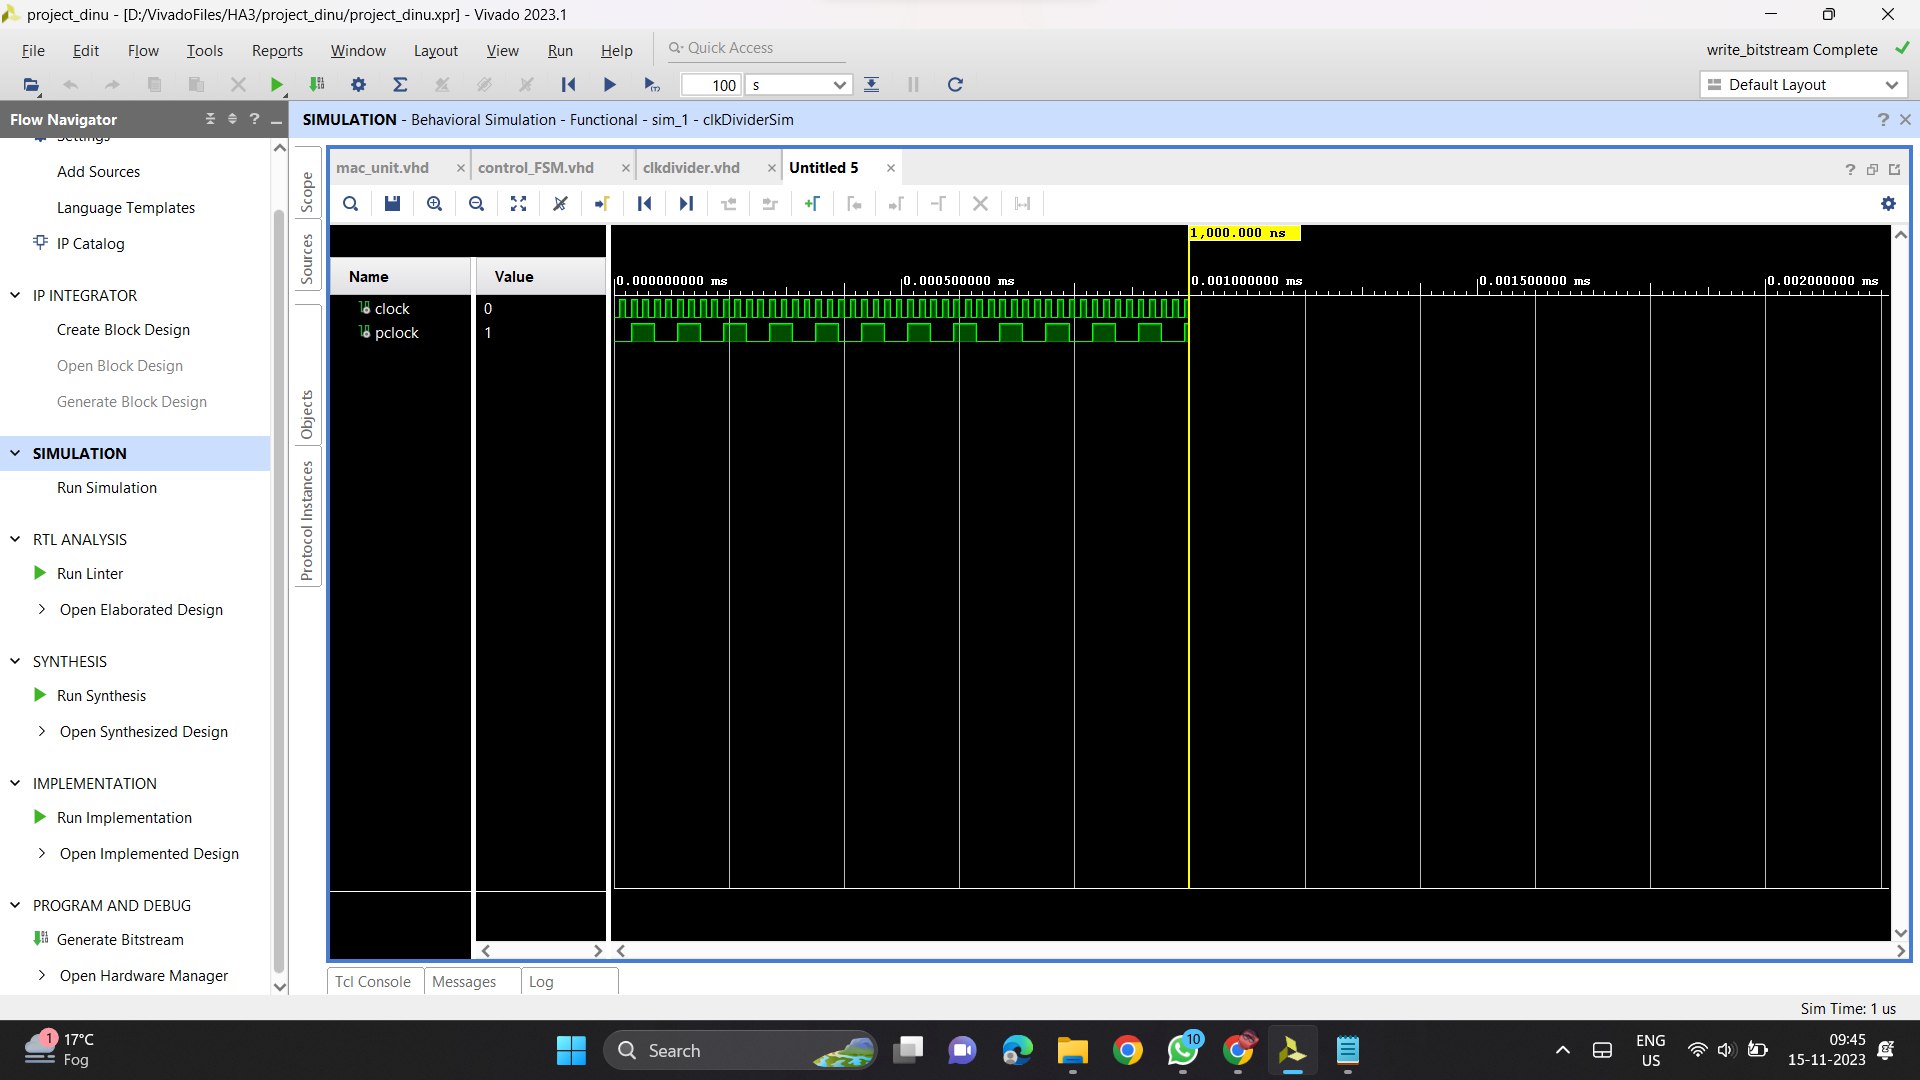 project_dinu - [D:/VivadoFiles/HA3/project_dinu/project_dinu.xpr] - Vivado 2023.1
File Edit Flow Tools Reports Window Layout View Run Help Quick Access
write_bitstream Complete
100 s
Default Layout
Flow Navigator
SIMULATION - Behavioral Simulation - Functional - sim_1 - clkDividerSim
Settings
Add Sources
Language Templates
IP Catalog
IP INTEGRATOR
Create Block Design
Open Block Design
Generate Block Design
SIMULATION
Run Simulation
RTL ANALYSIS
Run Linter
Open Elaborated Design
SYNTHESIS
Run Synthesis
Open Synthesized Design
IMPLEMENTATION
Run Implementation
Open Implemented Design
PROGRAM AND DEBUG
Generate Bitstream
Open Hardware Manager
Scope
Sources
Objects
Protocol Instances
mac_unit.vhd control_FSM.vhd clkdivider.vhd Untitled 5
1,000.000 ns
Name Value
0.000000000 ms 0.000500000 ms 0.001000000 ms 0.001500000 ms 0.002000000 ms
clock 0
pclock 1
Tcl Console Messages Log
Sim Time: 1 us
1
17°C
Fog
Search
10
ENG
US
09:45
15-11-2023